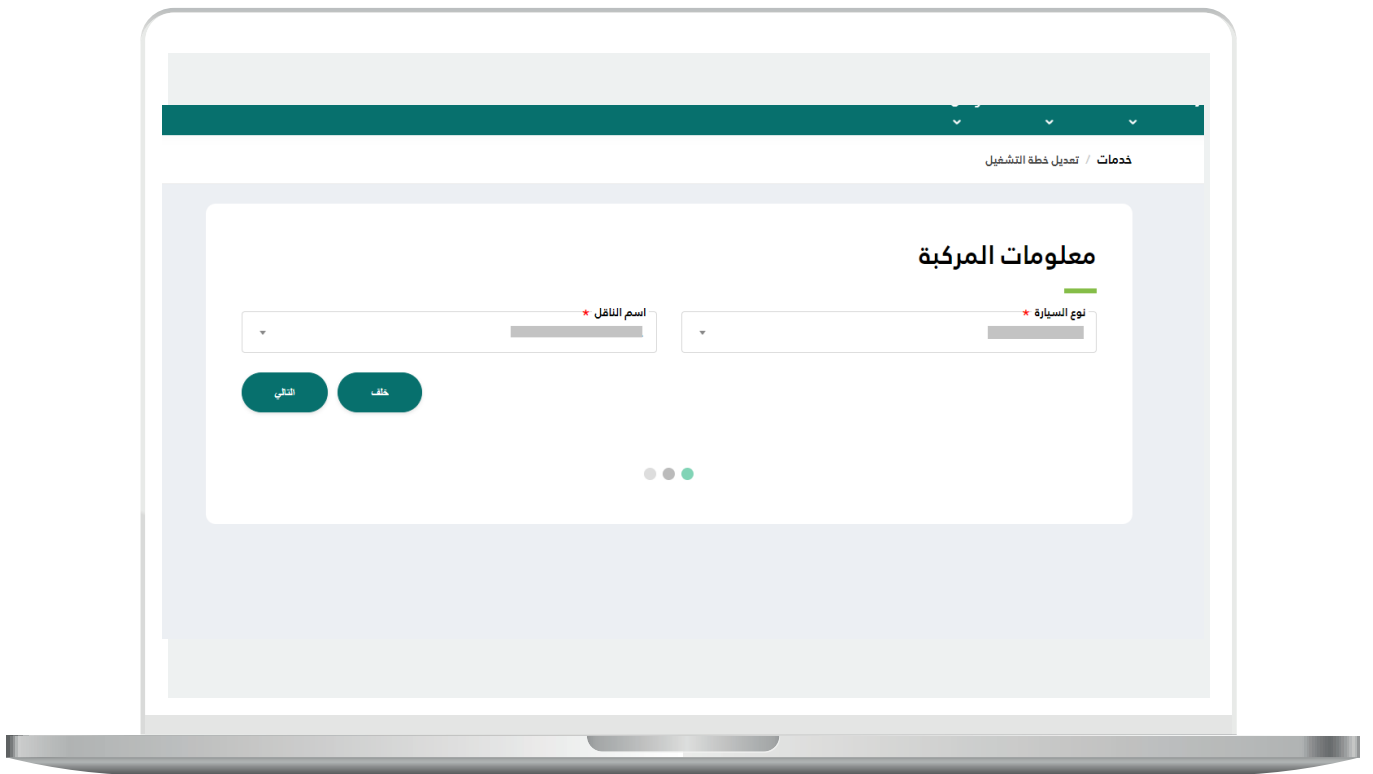 خدمات / تعديل خطة التشغيل
معلومات المركبة
نوع السيارة *
اسم الناقل *
خلف
التالي